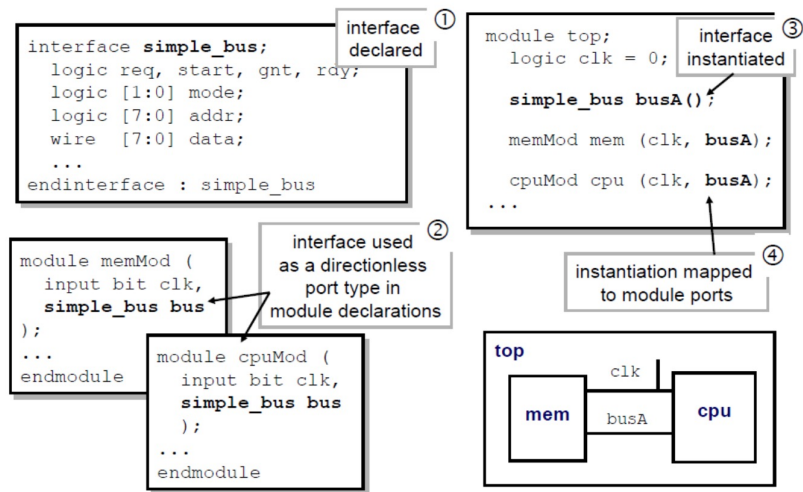 interface simple_bus;
logic req, start, gnt, rdy;
logic [1:0] mode;
logic [7:0] addr;
wire [7:0] data;
...
endinterface : simple_bus
①
interface
declared
module memMod (
input bit clk,
simple_bus bus
);
...
endmodule
module cpuMod (
input bit clk,
simple_bus bus
);
...
endmodule
②
interface used
as a directionless
port type in
module declarations
module top;
logic clk = 0;
simple_bus busA();
memMod mem (clk, busA);
cpuMod cpu (clk, busA);
...
③
interface
instantiated
④
instantiation mapped
to module ports
top
clk
mem
busA
cpu